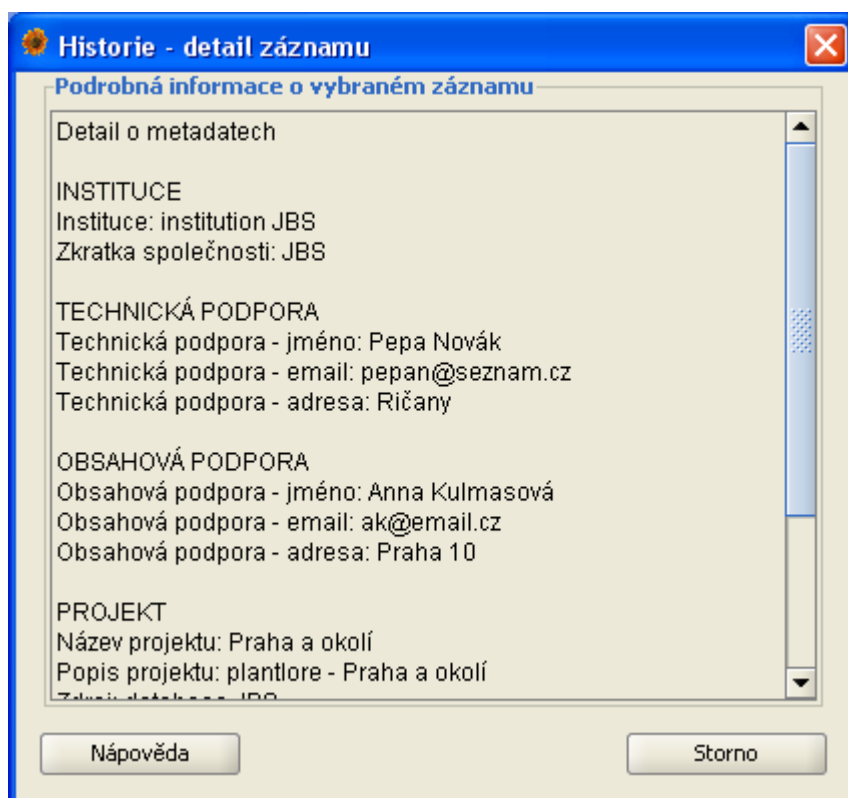 Historie - detail záznamu
Podrobná informace o vybraném záznamu
Detail o metadatech
INSTITUCE
Instituce: institution JBS
Zkratka společnosti: JBS
TECHNICKÁ PODPORA
Technická podpora - jméno: Pepa Novák
Technická podpora - email: pepan@seznam.cz
Technická podpora - adresa: Ričany
OBSAHOVÁ PODPORA
Obsahová podpora - jméno: Anna Kulmasová
Obsahová podpora - email: ak@email.cz
Obsahová podpora - adresa: Praha 10
PROJEKT
Název projektu: Praha a okolí
Popis projektu: plantlore - Praha a okolí
Nápověda
Storno